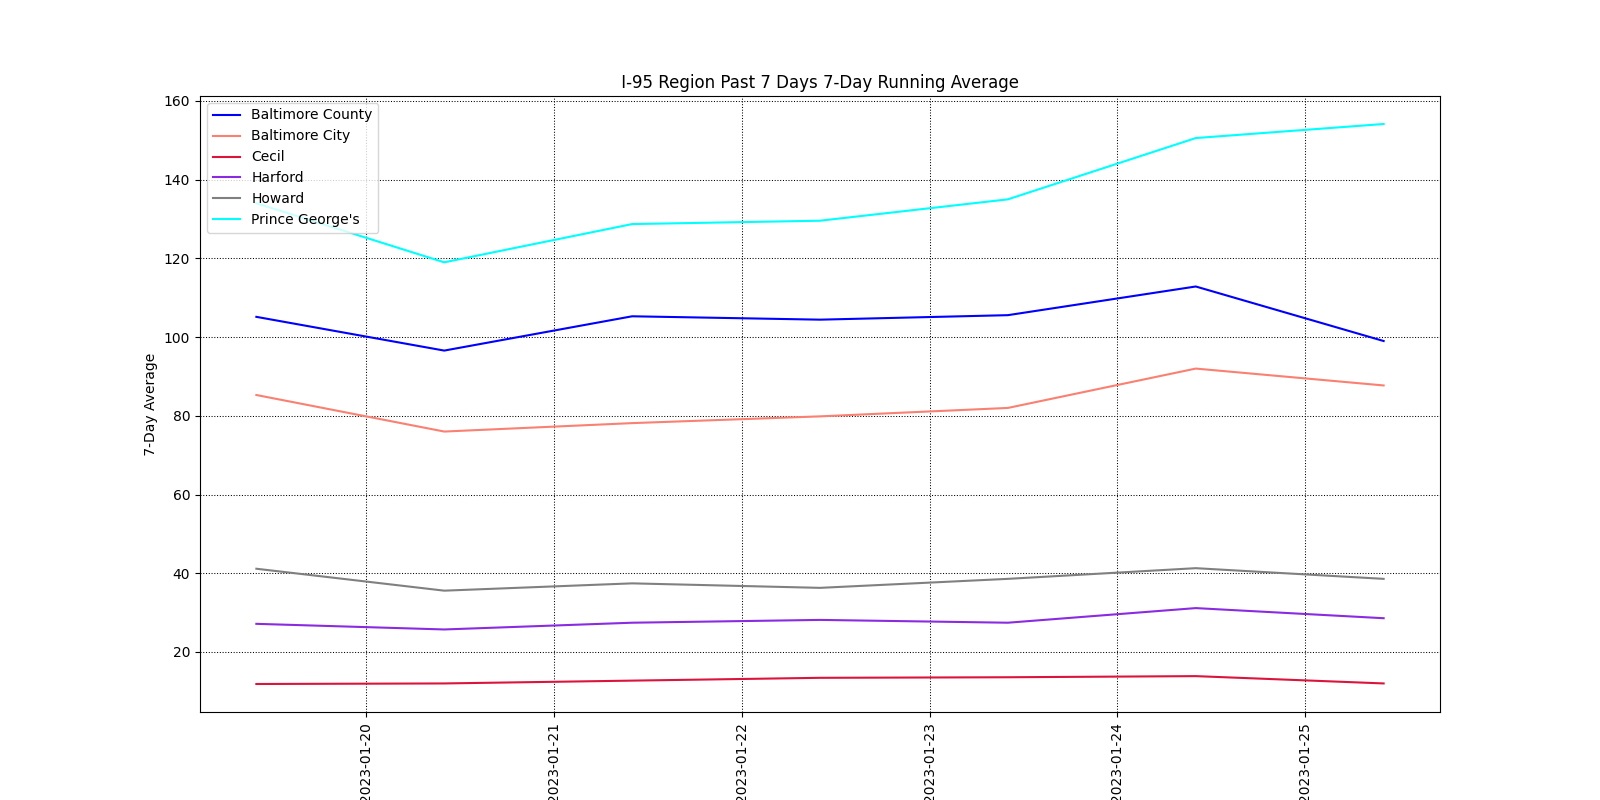 I-95 Region Past 7 Days 7-Day Running Average
160
140
120
100
80
60
40
20
7-Day Average
Baltimore County
Baltimore City
Cecil
Harford
Howard
Prince George's
2023-01-20
2023-01-21
2023-01-22
2023-01-23
2023-01-24
2023-01-25